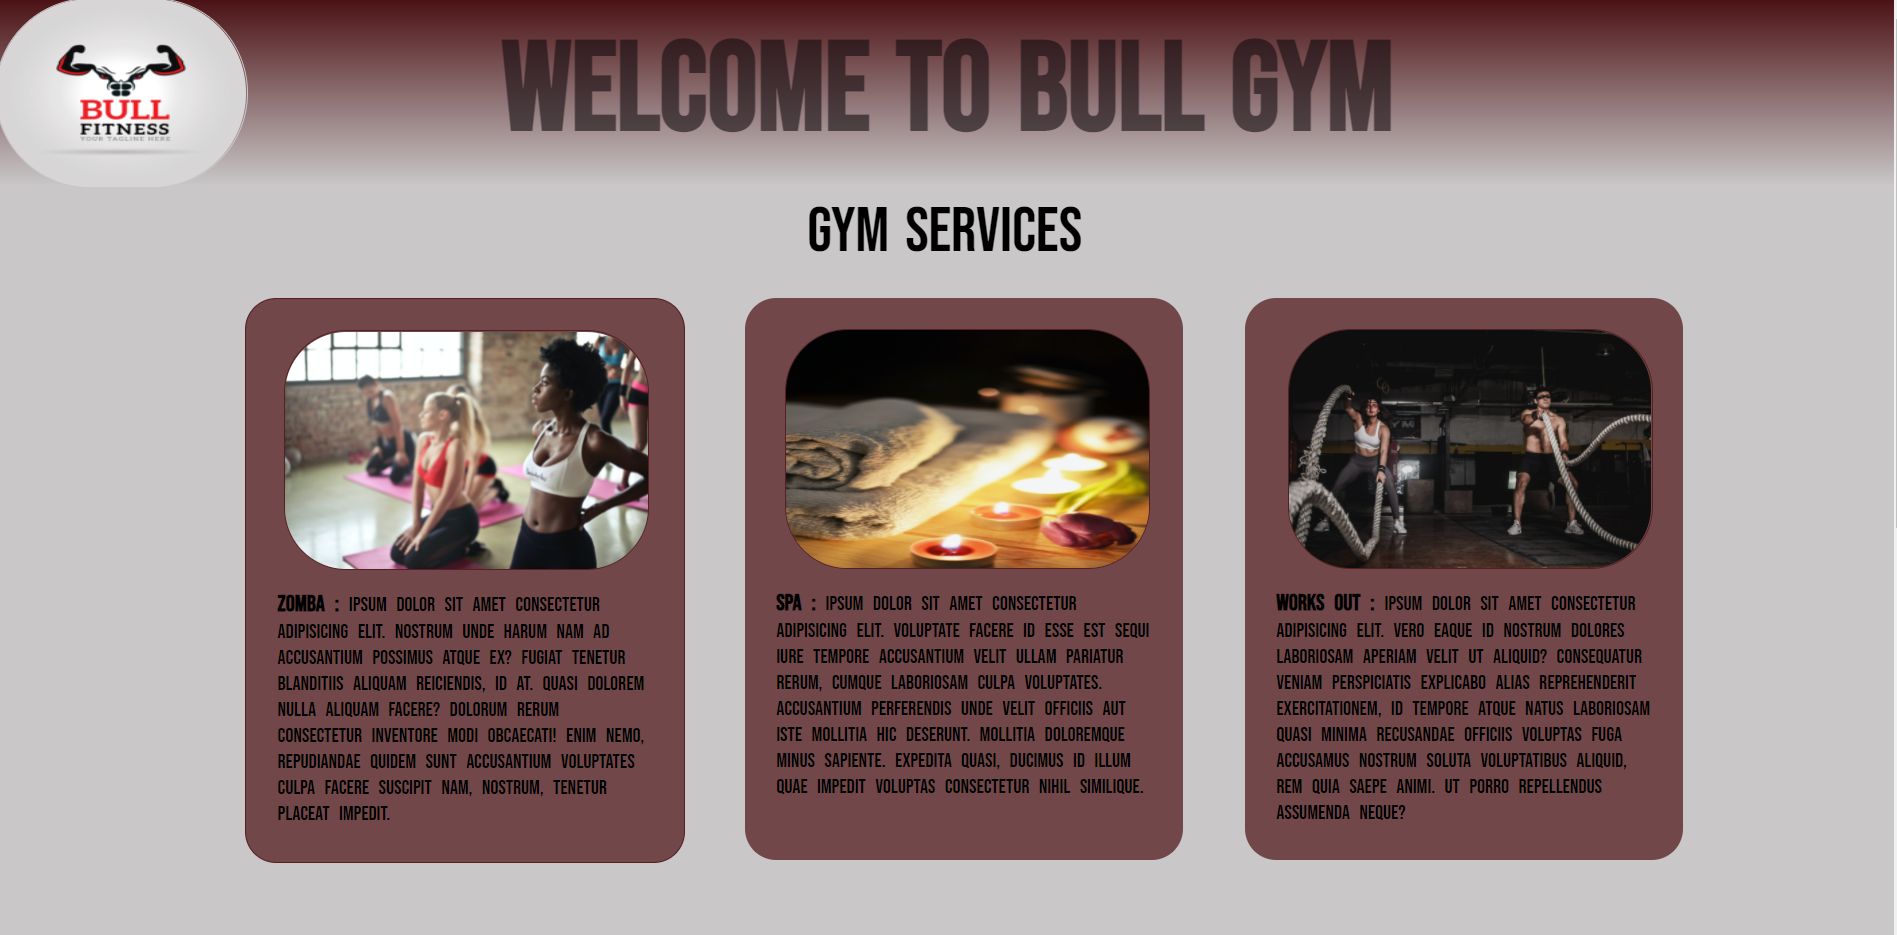 BULL
FITNESS
YOUR TAGLINE HERE
WELCOME TO BULL GYM
GYM SERVICES
ZOMBA : IPSUM DOLOR SIT AMET CONSECTETUR
ADIPISICING ELIT. NOSTRUM UNDE HARUM NAM AD
ACCUSANTIUM POSSIMUS ATQUE EX? FUGIAT TENETUR
BLANDITIIS ALIQUAM REICIENDIS, ID AT. QUASI DOLOREM
NULLA ALIQUAM FACERE? DOLORUM RERUM
CONSECTETUR INVENTORE MODI OBCAECATI! ENIM NEMO,
REPUDIANDAE QUIDEM SUNT ACCUSANTIUM VOLUPTATES
CULPA FACERE SUSCIPIT NAM, NOSTRUM, TENETUR
PLACEAT IMPEDIT.
SPA : IPSUM DOLOR SIT AMET CONSECTETUR
ADIPISICING ELIT. VOLUPTATE FACERE ID ESSE EST SEQUI
IURE TEMPORE ACCUSANTIUM VELIT ULLAM PARIATUR
RERUM, CUMQUE LABORIOSAM CULPA VOLUPTATES.
ACCUSANTIUM PERFERENDIS UNDE VELIT OFFICIIS AUT
ISTE MOLLITIA HIC DESERUNT. MOLLITIA DOLOREMQUE
MINUS SAPIENTE. EXPEDITA QUASI, DUCIMUS ID ILLUM
QUAE IMPEDIT VOLUPTAS CONSECTETUR NIHIL SIMILIQUE.
WORKS OUT : IPSUM DOLOR SIT AMET CONSECTETUR
ADIPISICING ELIT. VERO EAQUE ID NOSTRUM DOLORES
LABORIOSAM APERIAM VELIT UT ALIQUID? CONSEQUATUR
VENIAM PERSPICIATIS EXPLICABO ALIAS REPREHENDERIT
EXERCITATIONEM, ID TEMPORE ATQUE NATUS LABORIOSAM
QUASI MINIMA RECUSANDAE OFFICIIS VOLUPTAS FUGA
ACCUSAMUS NOSTRUM SOLUTA VOLUPTATIBUS ALIQUID,
REM QUIA SAEPE ANIMI. UT PORRO REPELLENDUS
ASSUMENDA NEQUE?